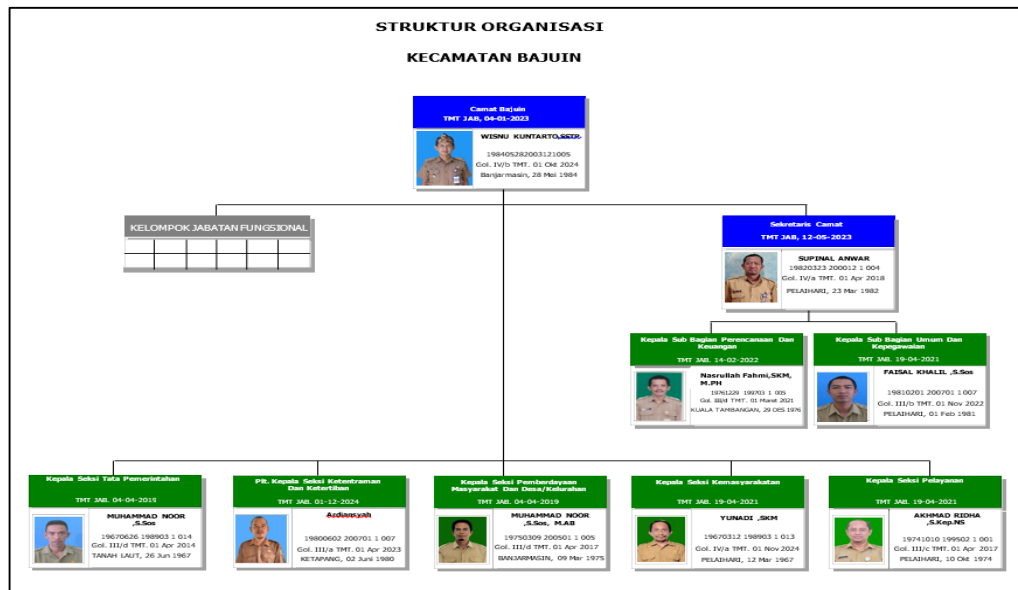 STRUKTUR ORGANISASI
KECAMATAN BAJUIN
Camat Bajuin
TMT JAB, 04-01-2023
WISNU KUNTARTO,SSTP
198405282003121005
Gol. IV/b TMT. 01 Okt 2024
Banjarmasin, 28 Mei 1984
KELOMPOK JABATAN FUNGSIONAL
Sekretaris Camat
TMT JAB, 12-05-2023
SUPINAL ANWAR
19820323 200012 1 004
Gol. IV/a TMT. 01 Apr 2018
PELAIHARI, 23 Mar 1982
Kepala Sub Bagian Perencanaan Dan
Keuangan
TMT JAB. 14-02-2022
Nasrullah Fahmi,SKM,
M.PH
19761229 199703 1 005
Gol. III/d TMT. 01 Maret 2021
KUALA TAMBANGAN, 29 DES 1976
Kepala Sub Bagian Umum Dan
Kepegawaian
TMT JAB. 19-04-2021
FAISAL KHALIL ,S.Sos
19810201 200701 1 007
Gol. III/b TMT. 01 Nov 2022
PELAIHARI, 01 Feb 1981
Kepala Seksi Tata Pemerintahan
TMT JAB. 04-04-2019
MUHAMMAD NOOR
,S.Sos
19670626 198903 1 014
Gol. III/d TMT. 01 Apr 2014
TANAH LAUT, 26 Jun 1967
Plt. Kepala Seksi Ketentraman
Dan Ketertiban
TMT JAB. 01-12-2024
Ardiansyah
19800602 200701 1 007
Gol. III/a TMT. 01 Apr 2023
KETAPANG, 02 Juni 1980
Kepala Seksi Pemberdayaan
Masyarakat Dan Desa/Kelurahan
TMT JAB. 04-04-2019
MUHAMMAD NOOR
,S.Sos, M.AB
19750309 200501 1 005
Gol. III/d TMT. 01 Apr 2017
BANJARMASIN, 09 Mar 1975
Kepala Seksi Kemasyarakatan
TMT JAB. 19-04-2021
YUNADI ,SKM
19670312 198903 1 013
Gol. IV/a TMT. 01 Nov 2024
PELAIHARI, 12 Mar 1967
Kepala Seksi Pelayanan
TMT JAB. 19-04-2021
AKHMAD RIDHA
,S.Kep.NS
19741010 199502 1 001
Gol. III/c TMT. 01 Apr 2017
PELAIHARI, 10 Okt 1974